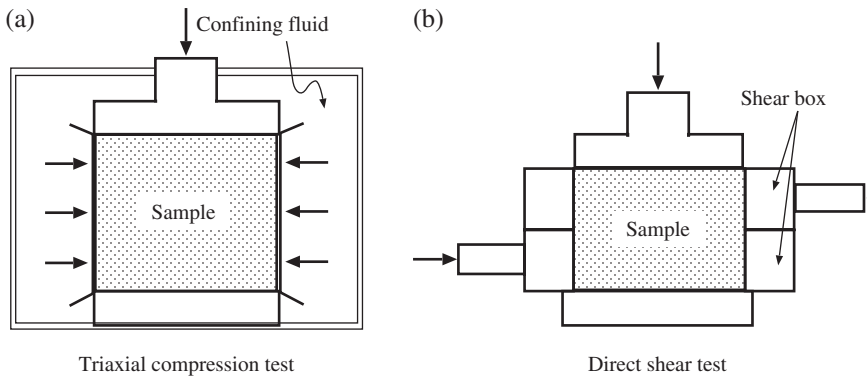 (a)
Confining fluid
Sample
Triaxial compression test
(b)
Shear box
Sample
Direct shear test